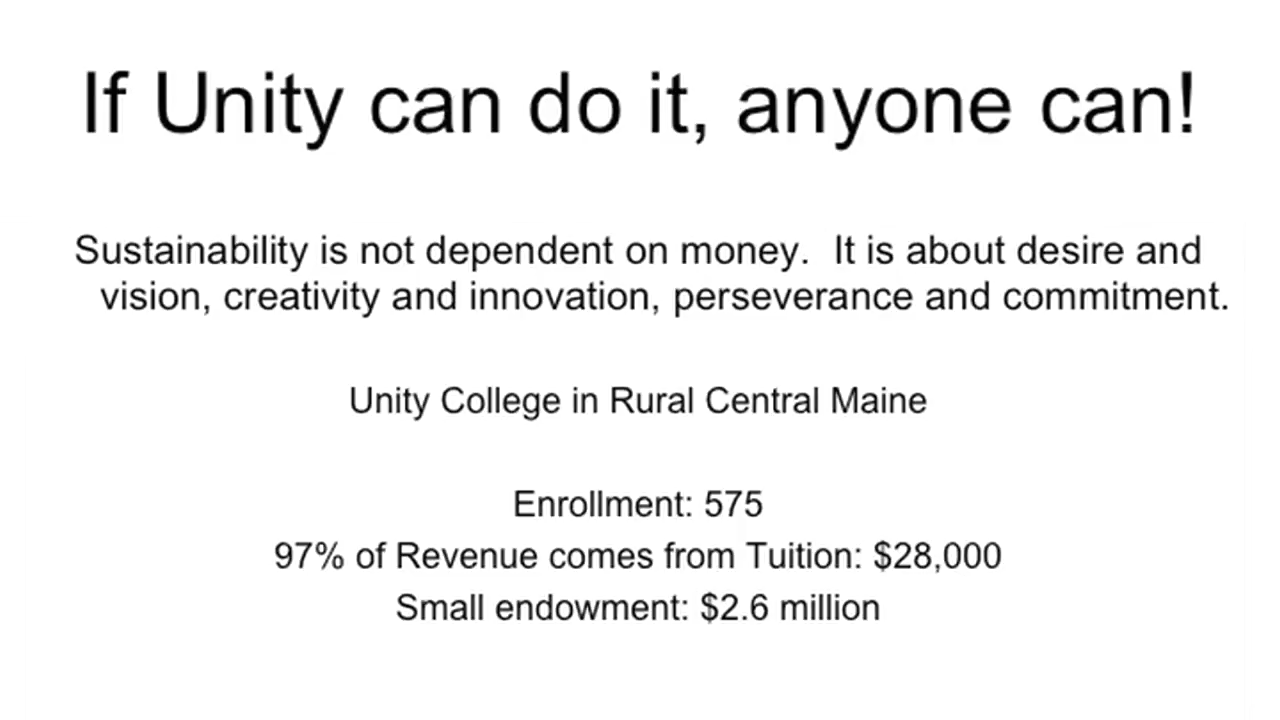 If Unity can do it, anyone can!
Sustainability is not dependent on money.  It is about desire and
vision, creativity and innovation, perseverance and commitment.
Unity College in Rural Central Maine
Enrollment: 575
97% of Revenue comes from Tuition: $28,000
Small endowment: $2.6 million